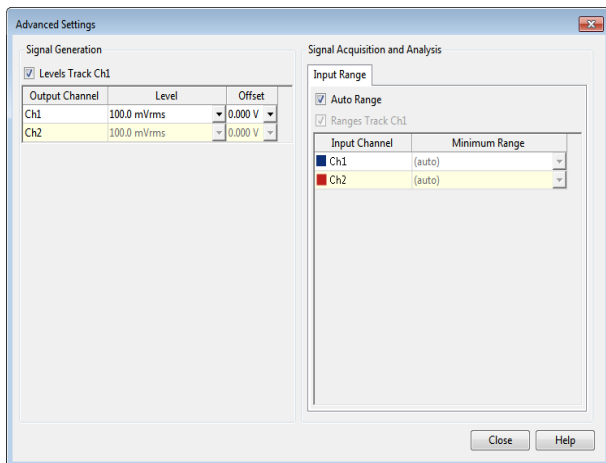 Advanced Settings
Signal Generation
Levels Track Ch1
Output Channel Level Offset
Ch1 100.0 mVrms 0.000 V
Ch2 100.0 mVrms 0.000 V
Signal Acquisition and Analysis
Input Range
Auto Range
Ranges Track Ch1
Input Channel Minimum Range
Ch1 (auto)
Ch2 (auto)
Close Help